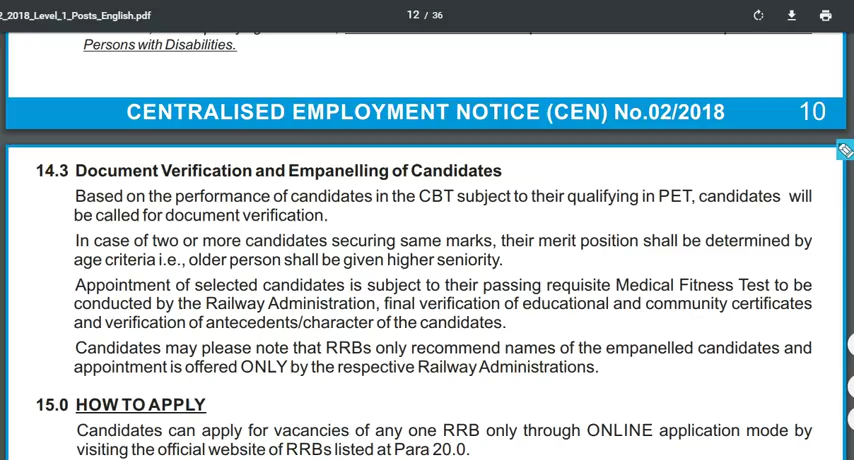 2_2018_Level_1_Posts_English.pdf
12 / 36
Persons with Disabilities.
CENTRALISED EMPLOYMENT NOTICE (CEN) No.02/2018 10
14.3 Document Verification and Empanelling of Candidates
Based on the performance of candidates in the CBT subject to their qualifying in PET, candidates will
be called for document verification.
In case of two or more candidates securing same marks, their merit position shall be determined by
age criteria i.e., older person shall be given higher seniority.
Appointment of selected candidates is subject to their passing requisite Medical Fitness Test to be
conducted by the Railway Administration, final verification of educational and community certificates
and verification of antecedents/character of the candidates.
Candidates may please note that RRBs only recommend names of the empanelled candidates and
appointment is offered ONLY by the respective Railway Administrations.
15.0 HOW TO APPLY
Candidates can apply for vacancies of any one RRB only through ONLINE application mode by
visiting the official website of RRBs listed at Para 20.0.